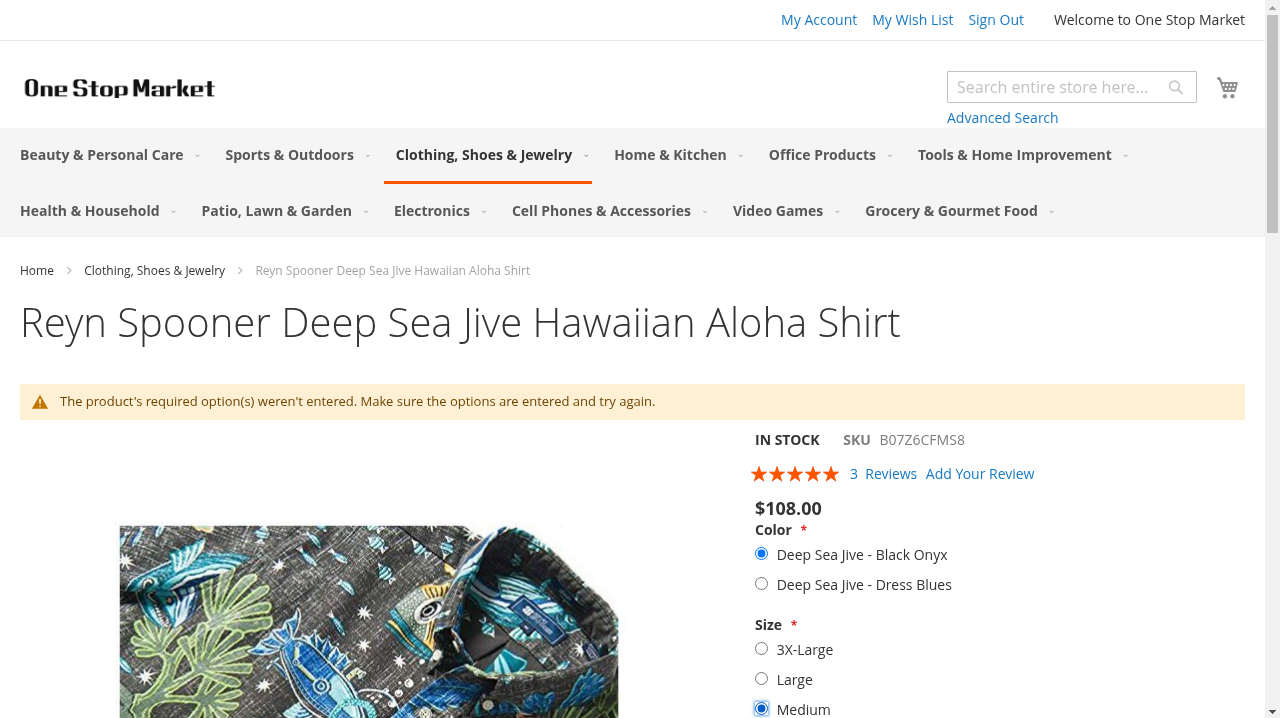 My Account My Wish List Sign Out Welcome to One Stop Market
One Stop Market
Search entire store here...
Advanced Search
Beauty & Personal Care Sports & Outdoors Clothing, Shoes & Jewelry Home & Kitchen Office Products Tools & Home Improvement
Health & Household Patio, Lawn & Garden Electronics Cell Phones & Accessories Video Games Grocery & Gourmet Food
Home Clothing, Shoes & Jewelry Reyn Spooner Deep Sea Jive Hawaiian Aloha Shirt
Reyn Spooner Deep Sea Jive Hawaiian Aloha Shirt
The product's required option(s) weren't entered. Make sure the options are entered and try again.
IN STOCK SKU B07Z6CFMS8
3 Reviews Add Your Review
$108.00
Color *
Deep Sea Jive - Black Onyx
Deep Sea Jive - Dress Blues
Size *
3X-Large
Large
Medium